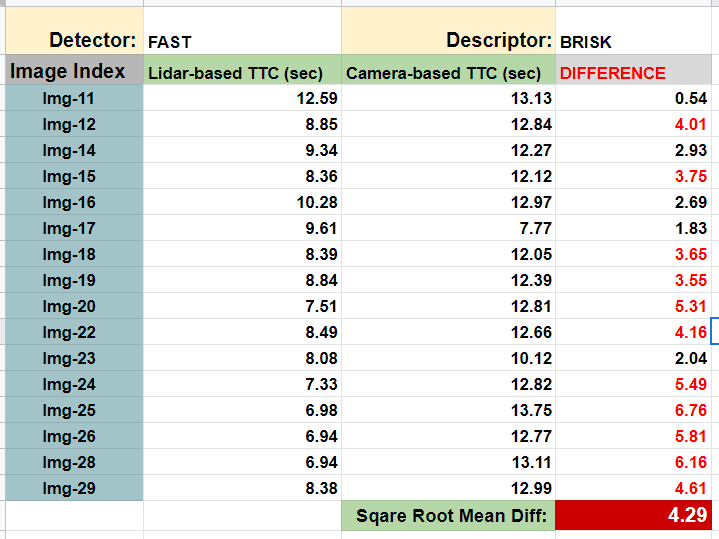 Detector: FAST Descriptor: BRISK
Image Index Lidar-based TTC (sec) Camera-based TTC (sec) DIFFERENCE
Img-11 12.59 13.13 0.54
Img-12 8.85 12.84 4.01
Img-14 9.34 12.27 2.93
Img-15 8.36 12.12 3.75
Img-16 10.28 12.97 2.69
Img-17 9.61 7.77 1.83
Img-18 8.39 12.05 3.65
Img-19 8.84 12.39 3.55
Img-20 7.51 12.81 5.31
Img-22 8.49 12.66 4.16
Img-23 8.08 10.12 2.04
Img-24 7.33 12.82 5.49
Img-25 6.98 13.75 6.76
Img-26 6.94 12.77 5.81
Img-28 6.94 13.11 6.16
Img-29 8.38 12.99 4.61
Sqare Root Mean Diff: 4.29